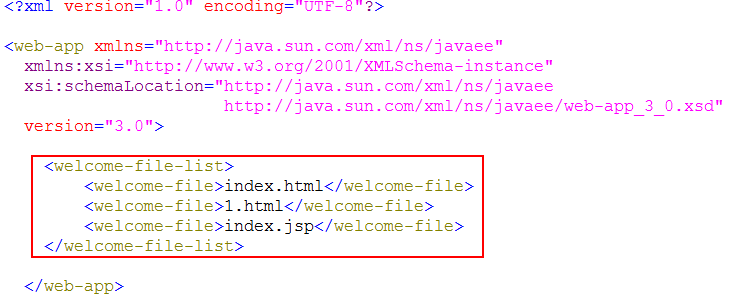 <?xml version="1.0" encoding="UTF-8"?>
<web-app xmlns="http://java.sun.com/xml/ns/javaee"
xmlns:xsi="http://www.w3.org/2001/XMLSchema-instance"
xsi:schemaLocation="http://java.sun.com/xml/ns/javaee
http://java.sun.com/xml/ns/javaee/web-app_3_0.xsd"
version="3.0">
<welcome-file-list>
<welcome-file>index.html</welcome-file>
<welcome-file>1.html</welcome-file>
<welcome-file>index.jsp</welcome-file>
</welcome-file-list>
</web-app>